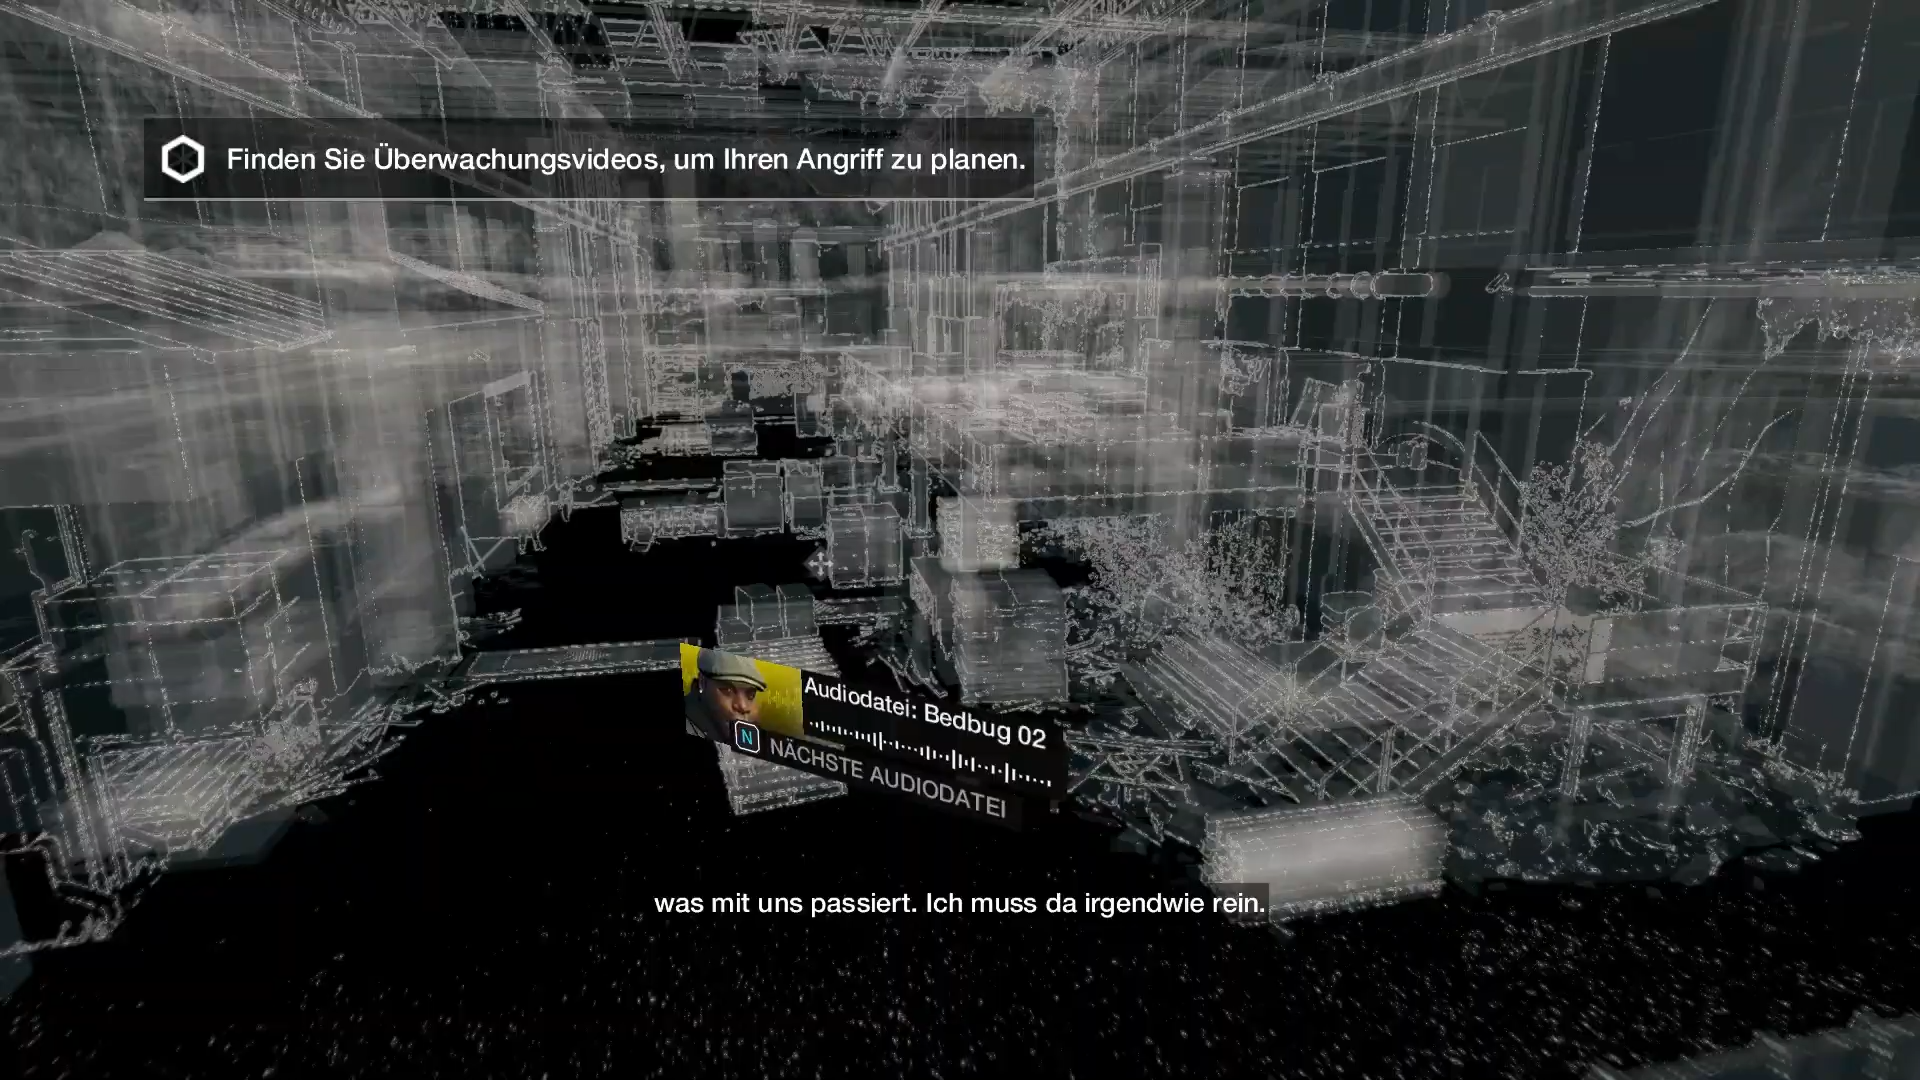 Finden Sie Überwachungsvideos, um Ihren Angriff zu planen.
Audiodatei: Bedbug 02
N NÄCHSTE AUDIODATEI
was mit uns passiert. Ich muss da irgendwie rein.